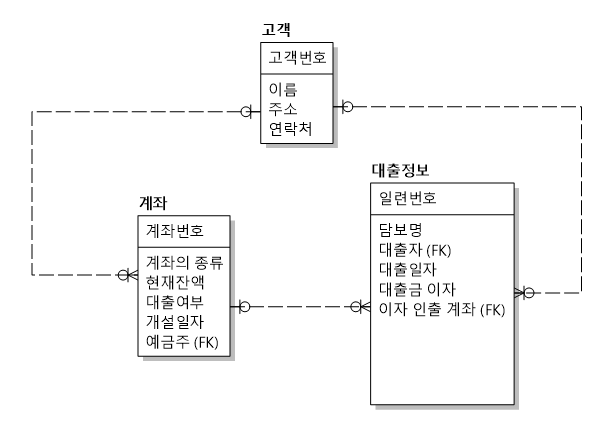 고객
고객번호
이름
주소
연락처
계좌
계좌번호
계좌의 종류
현재잔액
대출여부
개설일자
예금주 (FK)
대출정보
일련번호
담보명
대출자 (FK)
대출일자
대출금 이자
이자 인출 계좌 (FK)